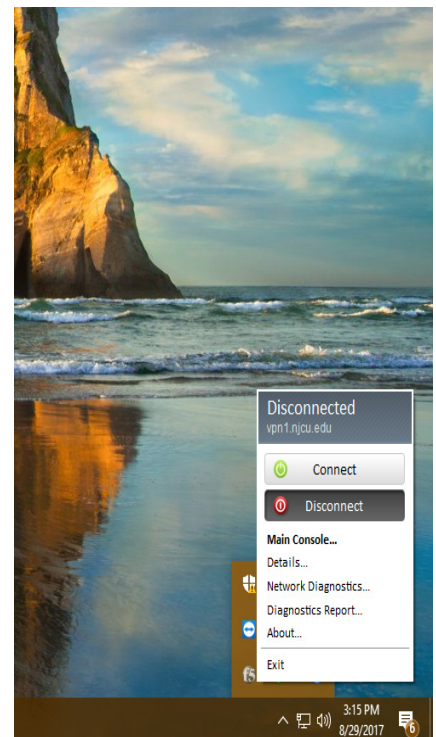 Disconnected
vpn1.njcu.edu
Connect
Disconnect
Main Console...
Details...
Network Diagnostics...
Diagnostics Report...
About...
Exit
3:15 PM
8/29/2017
6